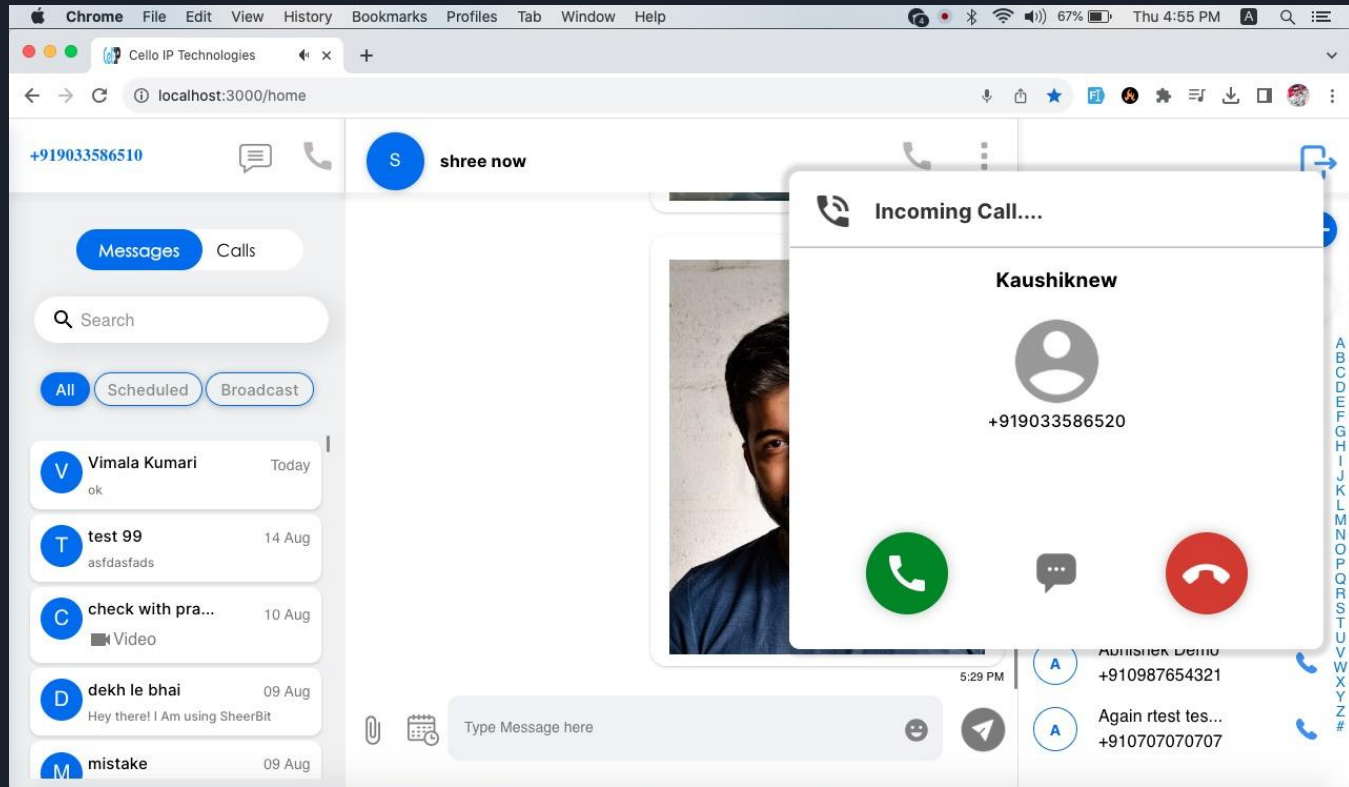 Chrome File Edit View History Bookmarks Profiles Tab Window Help 67% Thu 4:55 PM A
Cello IP Technologies
localhost:3000/home
+919033586510
S shree now
Messages Calls
Search
All Scheduled Broadcast
V Vimala Kumari Today
ok
T test 99 14 Aug
asfdasfads
C check with pra... 10 Aug
Video
D dekh le bhai 09 Aug
Hey there! I Am using SheerBit
M mistake 09 Aug
5:29 PM
Type Message here
Incoming Call....
Kaushiknew
+919033586520
A Abhishek Demo
+910987654321
A Again rtest tes...
+910707070707
A
B
C
D
E
F
G
H
I
J
K
L
M
N
O
P
Q
R
S
T
U
V
W
X
Y
Z
#